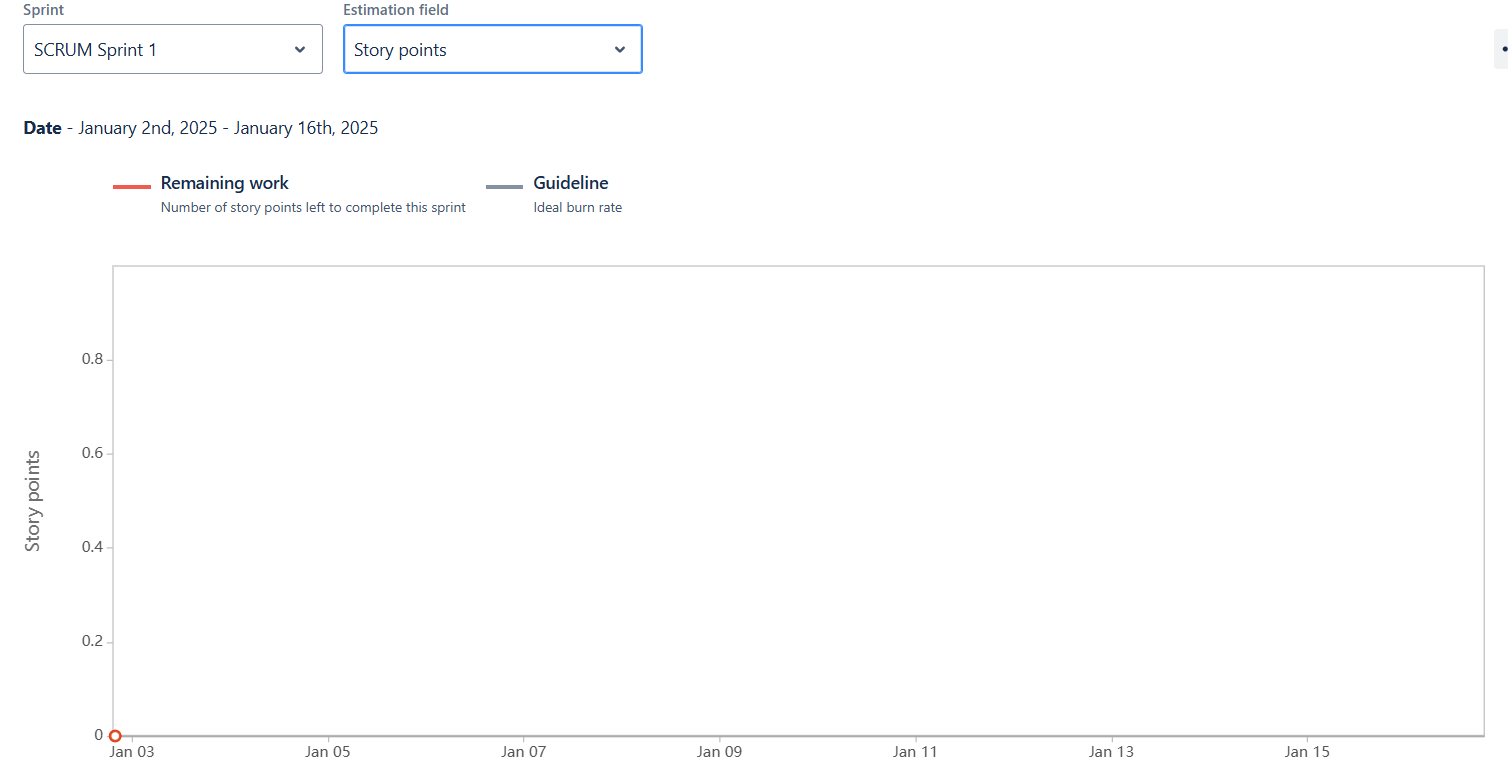 Sprint
Estimation field
SCRUM Sprint 1
Story points
Date - January 2nd, 2025 - January 16th, 2025
Remaining work
Number of story points left to complete this sprint
Guideline
Ideal burn rate
Story points
0.8
0.6
0.4
0.2
0
Jan 03
Jan 05
Jan 07
Jan 09
Jan 11
Jan 13
Jan 15